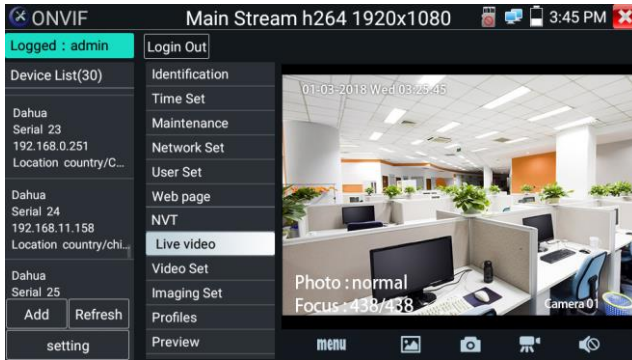 ONVIF
Main Stream h264 1920x1080
3:45 PM
Logged : admin
Login Out
Device List(30)
Dahua
Serial 23
192.168.0.251
Location country/C...
Dahua
Serial 24
192.168.11.158
Location country/chi...
Dahua
Serial 25
Add
Refresh
setting
Identification
Time Set
Maintenance
Network Set
User Set
Web page
NVT
Live video
Video Set
Imaging Set
Profiles
Preview
01-03-2018 Wed 03:25:45
Photo : normal
Focus : 438/438
Camera 01
menu